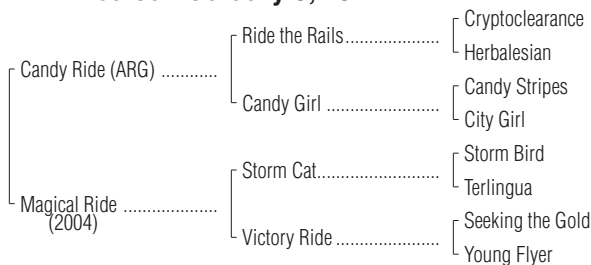 Cryptoclearance
Ride the Rails
Herbalesian
Candy Ride (ARG)
Candy Stripes
Candy Girl
City Girl
Storm Bird
Storm Cat
Terlingua
Magical Ride
(2004)
Seeking the Gold
Victory Ride
Young Flyer